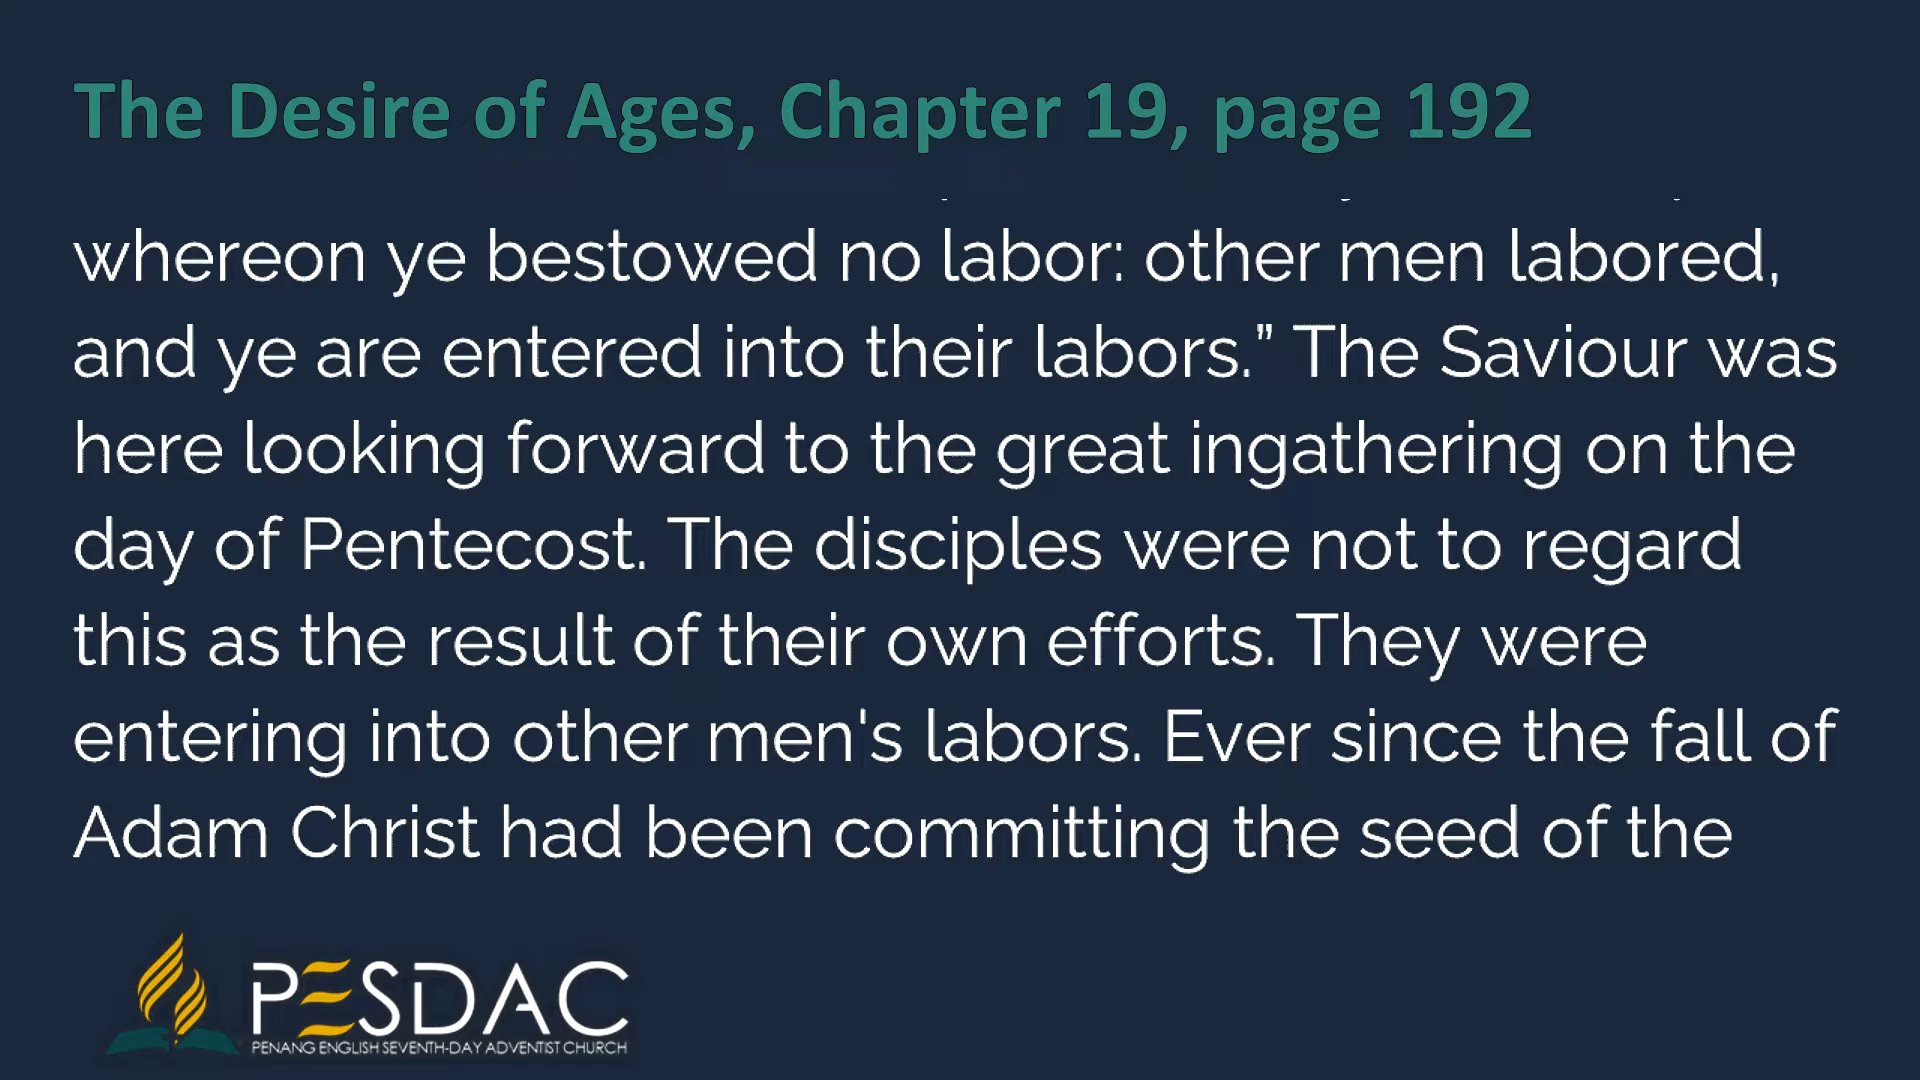 The Desire of Ages, Chapter 19, page 192
whereon ye bestowed no labor: other men labored,
and ye are entered into their labors.” The Saviour was
here looking forward to the great ingathering on the
day of Pentecost. The disciples were not to regard
this as the result of their own efforts. They were
entering into other men's labors. Ever since the fall of
Adam Christ had been committing the seed of the
PESDAC
PENANG ENGLISH SEVENTH-DAY ADVENTIST CHURCH